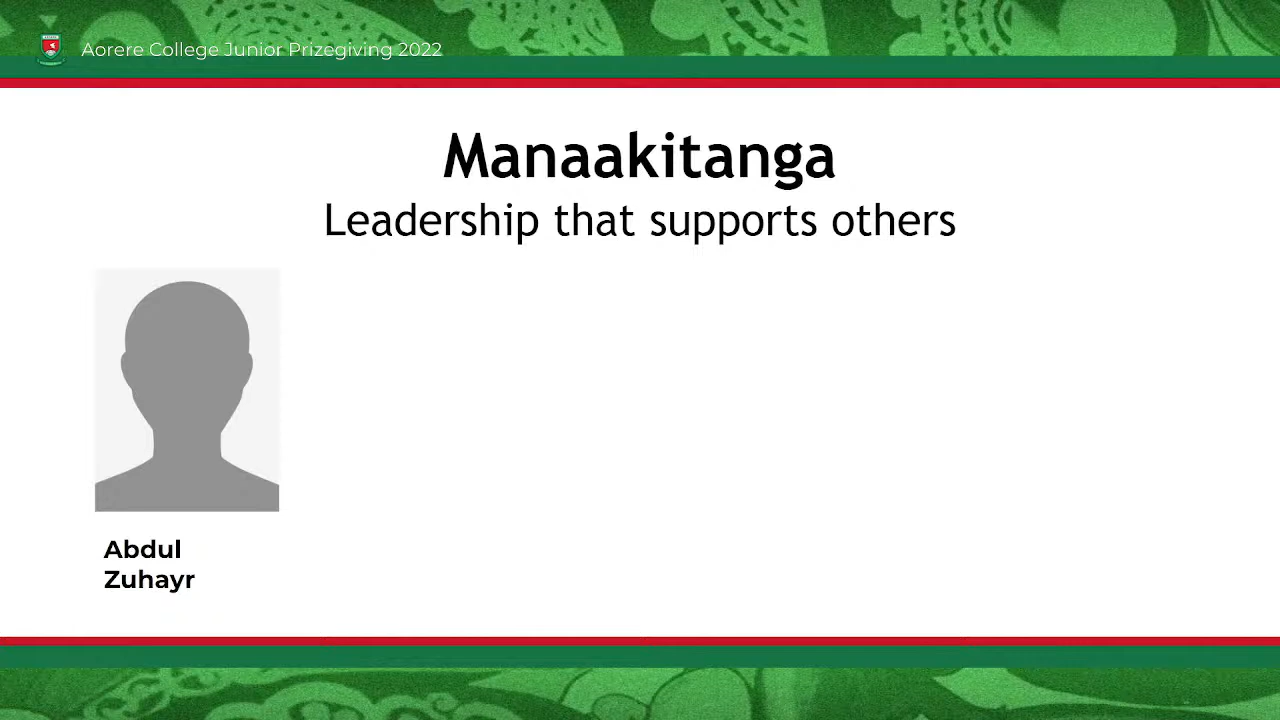 Aorere College Junior Prizegiving 2022
Manaakitanga
Leadership that supports others
Abdul
Zuhayr